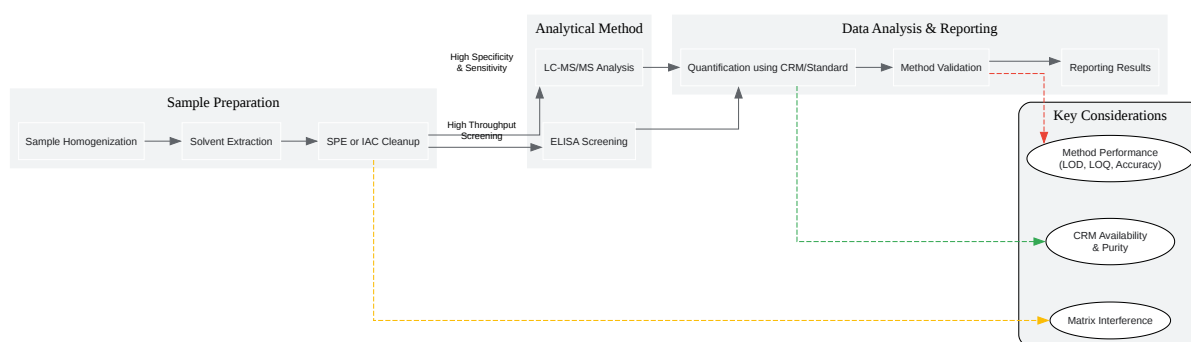 Sample Preparation
Sample Homogenization
Solvent Extraction
SPE or IAC Cleanup
High Specificity
& Sensitivity
High Throughput
Screening
Analytical Method
LC-MS/MS Analysis
ELISA Screening
Data Analysis & Reporting
Quantification using CRM/Standard
Method Validation
Reporting Results
Key Considerations
Method Performance
(LOD, LOQ, Accuracy)
CRM Availability
& Purity
Matrix Interference